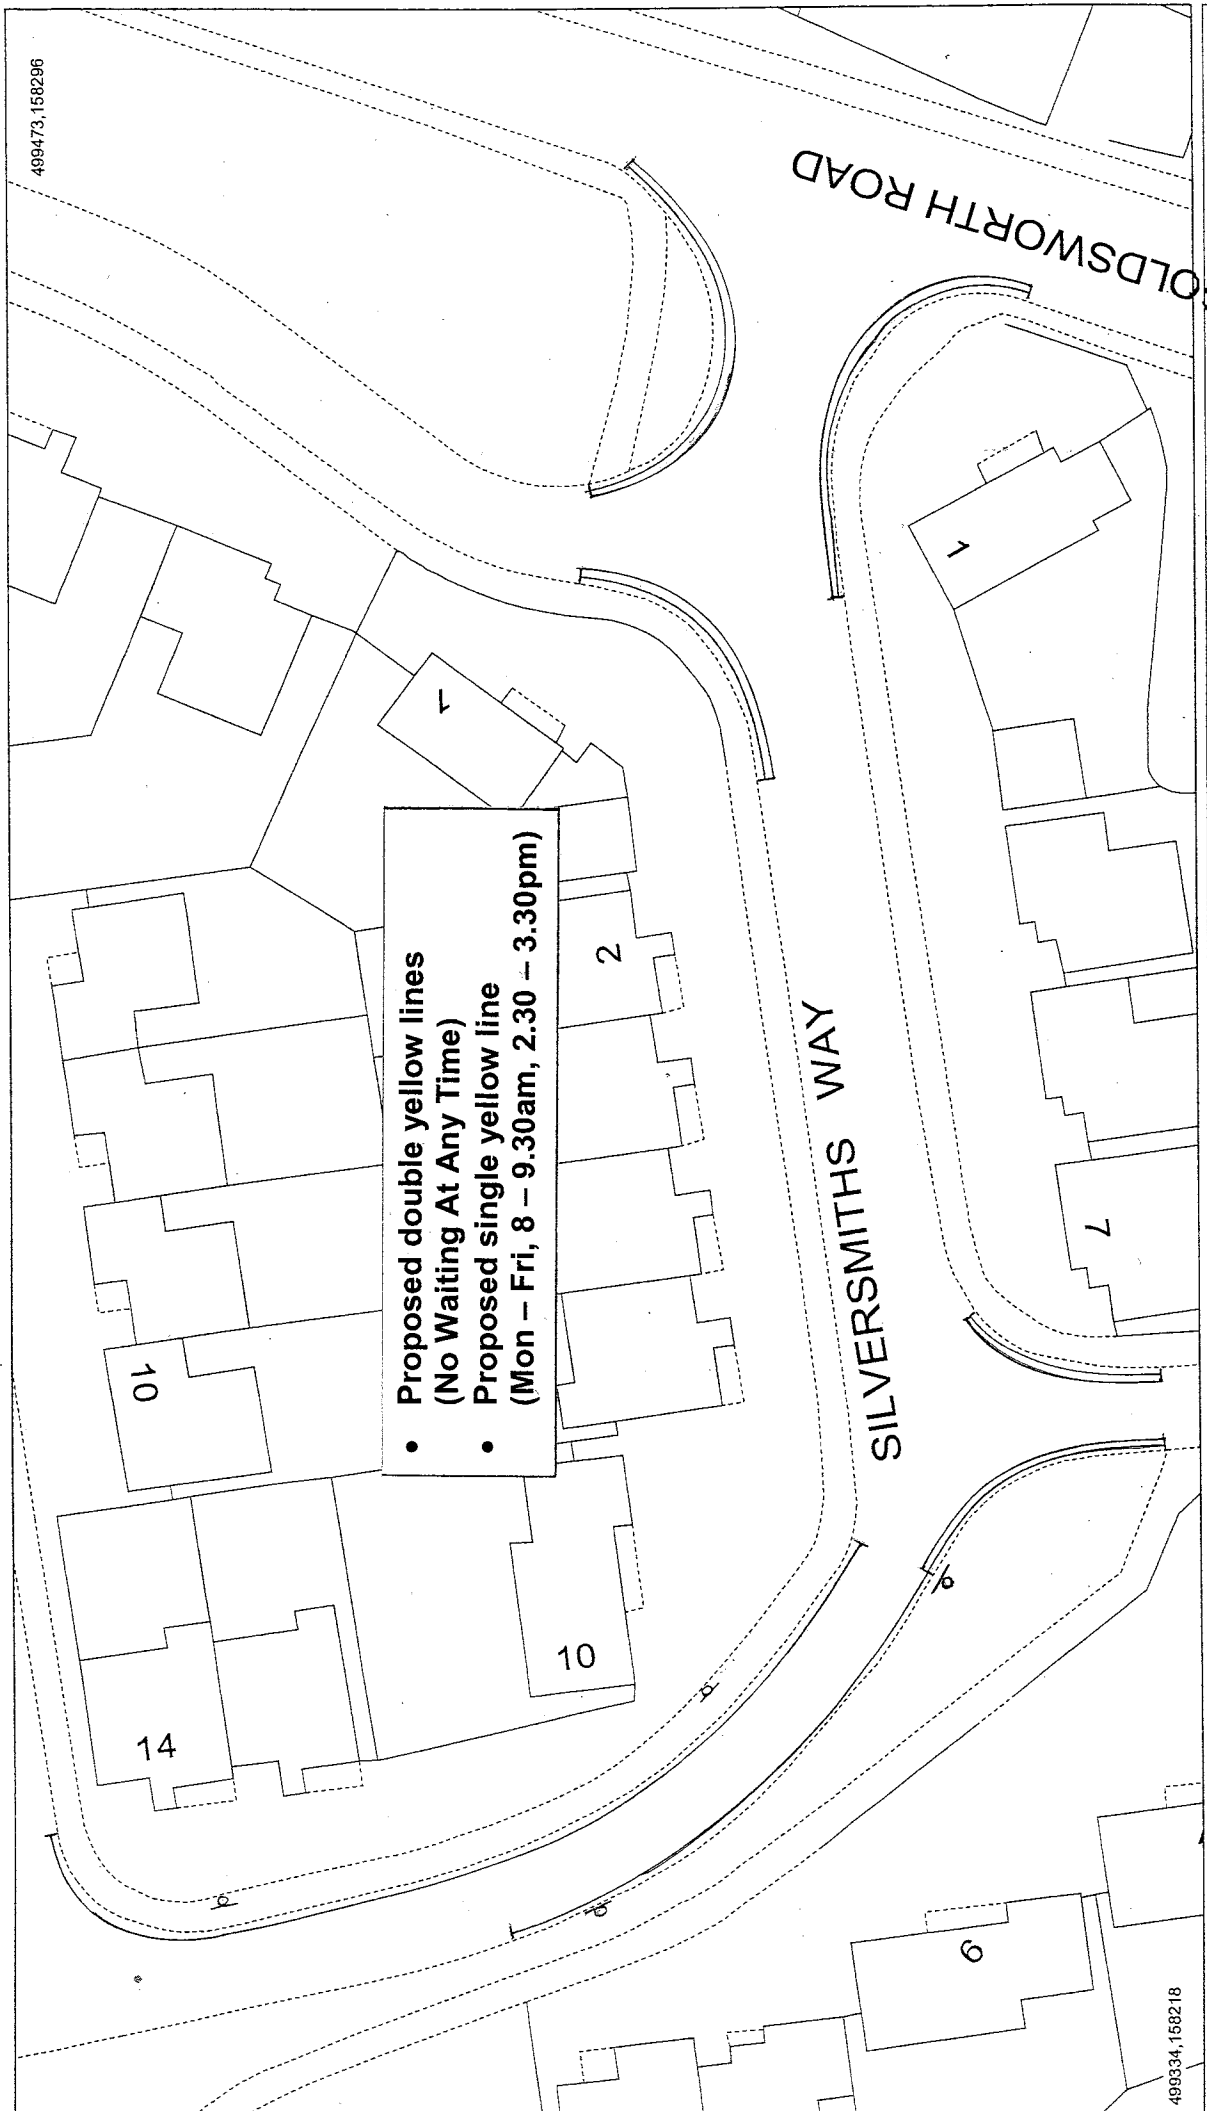 499473,158296
OLDSWORTH ROAD
1
1
• Proposed double yellow lines
(No Waiting At Any Time)
• Proposed single yellow line
(Mon – Fri, 8 – 9.30am, 2.30 – 3.30pm)
2
SILVERSMITHS WAY
7
10
10
14
9
499334,158218